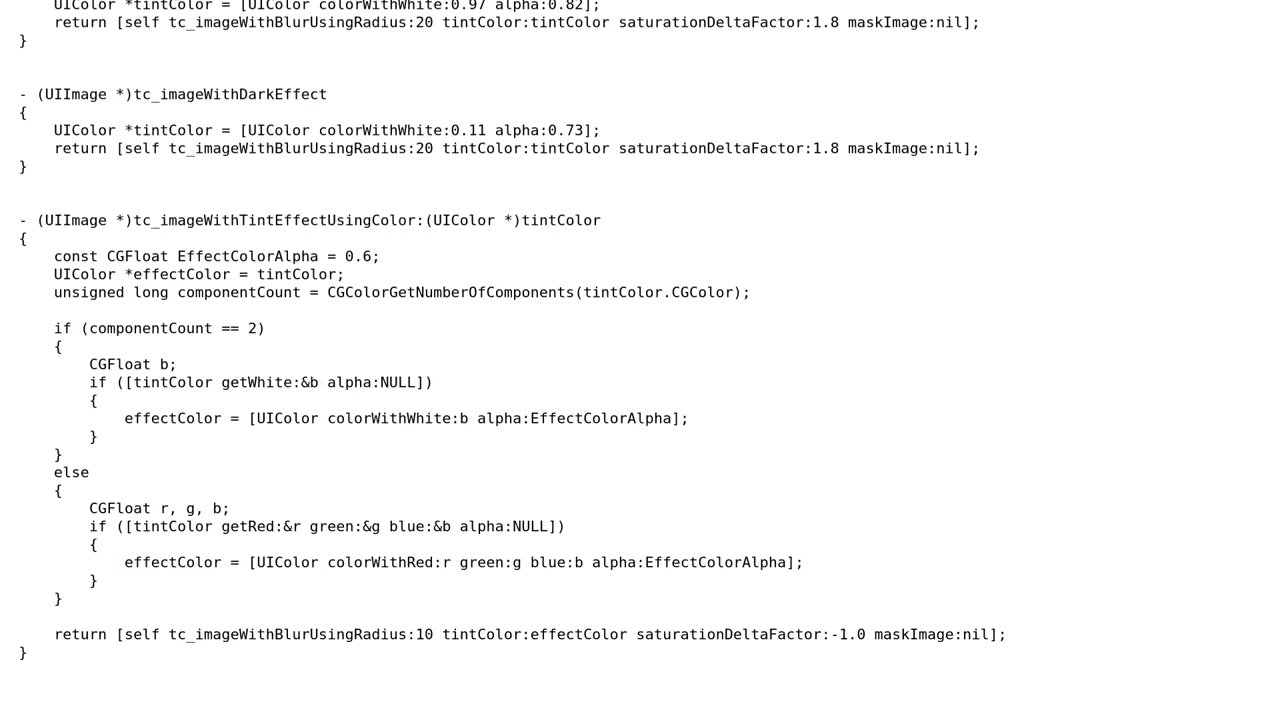 UIColor *tintColor = [UIColor colorWithWhite:0.97 alpha:0.82];
    return [self tc_imageWithBlurUsingRadius:20 tintColor:tintColor saturationDeltaFactor:1.8 maskImage:nil];
}

- (UIImage *)tc_imageWithDarkEffect
{
    UIColor *tintColor = [UIColor colorWithWhite:0.11 alpha:0.73];
    return [self tc_imageWithBlurUsingRadius:20 tintColor:tintColor saturationDeltaFactor:1.8 maskImage:nil];
}

- (UIImage *)tc_imageWithTintEffectUsingColor:(UIColor *)tintColor
{
    const CGFloat EffectColorAlpha = 0.6;
    UIColor *effectColor = tintColor;
    unsigned long componentCount = CGColorGetNumberOfComponents(tintColor.CGColor);

    if (componentCount == 2)
    {
        CGFloat b;
        if ([tintColor getWhite:&b alpha:NULL])
        {
            effectColor = [UIColor colorWithWhite:b alpha:EffectColorAlpha];
        }
    }
    else
    {
        CGFloat r, g, b;
        if ([tintColor getRed:&r green:&g blue:&b alpha:NULL])
        {
            effectColor = [UIColor colorWithRed:r green:g blue:b alpha:EffectColorAlpha];
        }
    }

    return [self tc_imageWithBlurUsingRadius:10 tintColor:effectColor saturationDeltaFactor:-1.0 maskImage:nil];
}